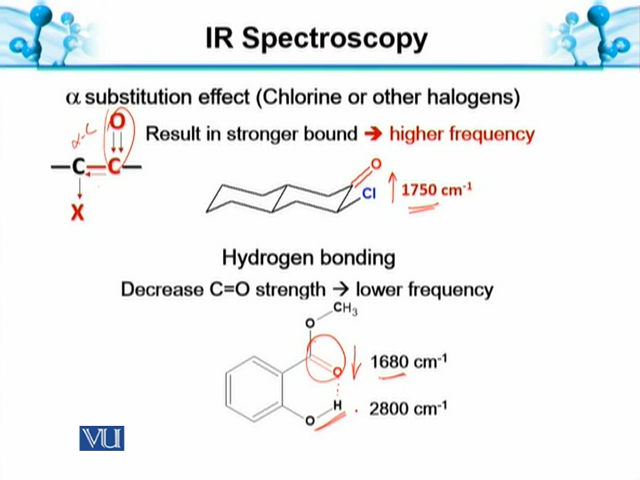 IR Spectroscopy
α substitution effect (Chlorine or other halogens)
α-C
O
Result in stronger bound → higher frequency
–C=C–
X
O
Cl
1750 cm-1
Hydrogen bonding
Decrease C=O strength → lower frequency
CH3
O
O
1680 cm-1
H
2800 cm-1
O
VU